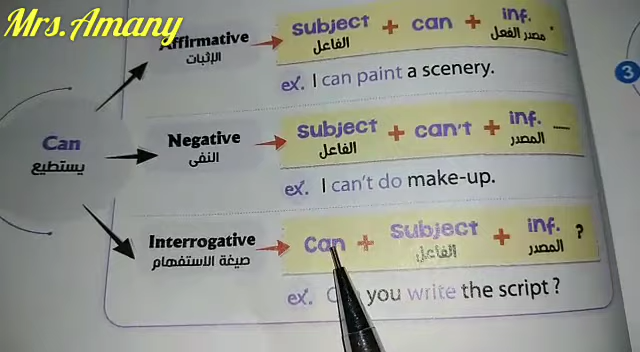 Mrs.Amany
Affirmative
الإثبات
subject + can + inf. .
الفاعل
مصدر الفعل
ex. I can paint a scenery.
3
Can
يستطيع
Negative
النفى
subject + can't + inf.
الفاعل
المصدر
ex. I can't do make-up.
Interrogative
صيغة الاستفهام
Can + Subject + inf. ?
الفاعل
المصدر
ex. you write the script ?